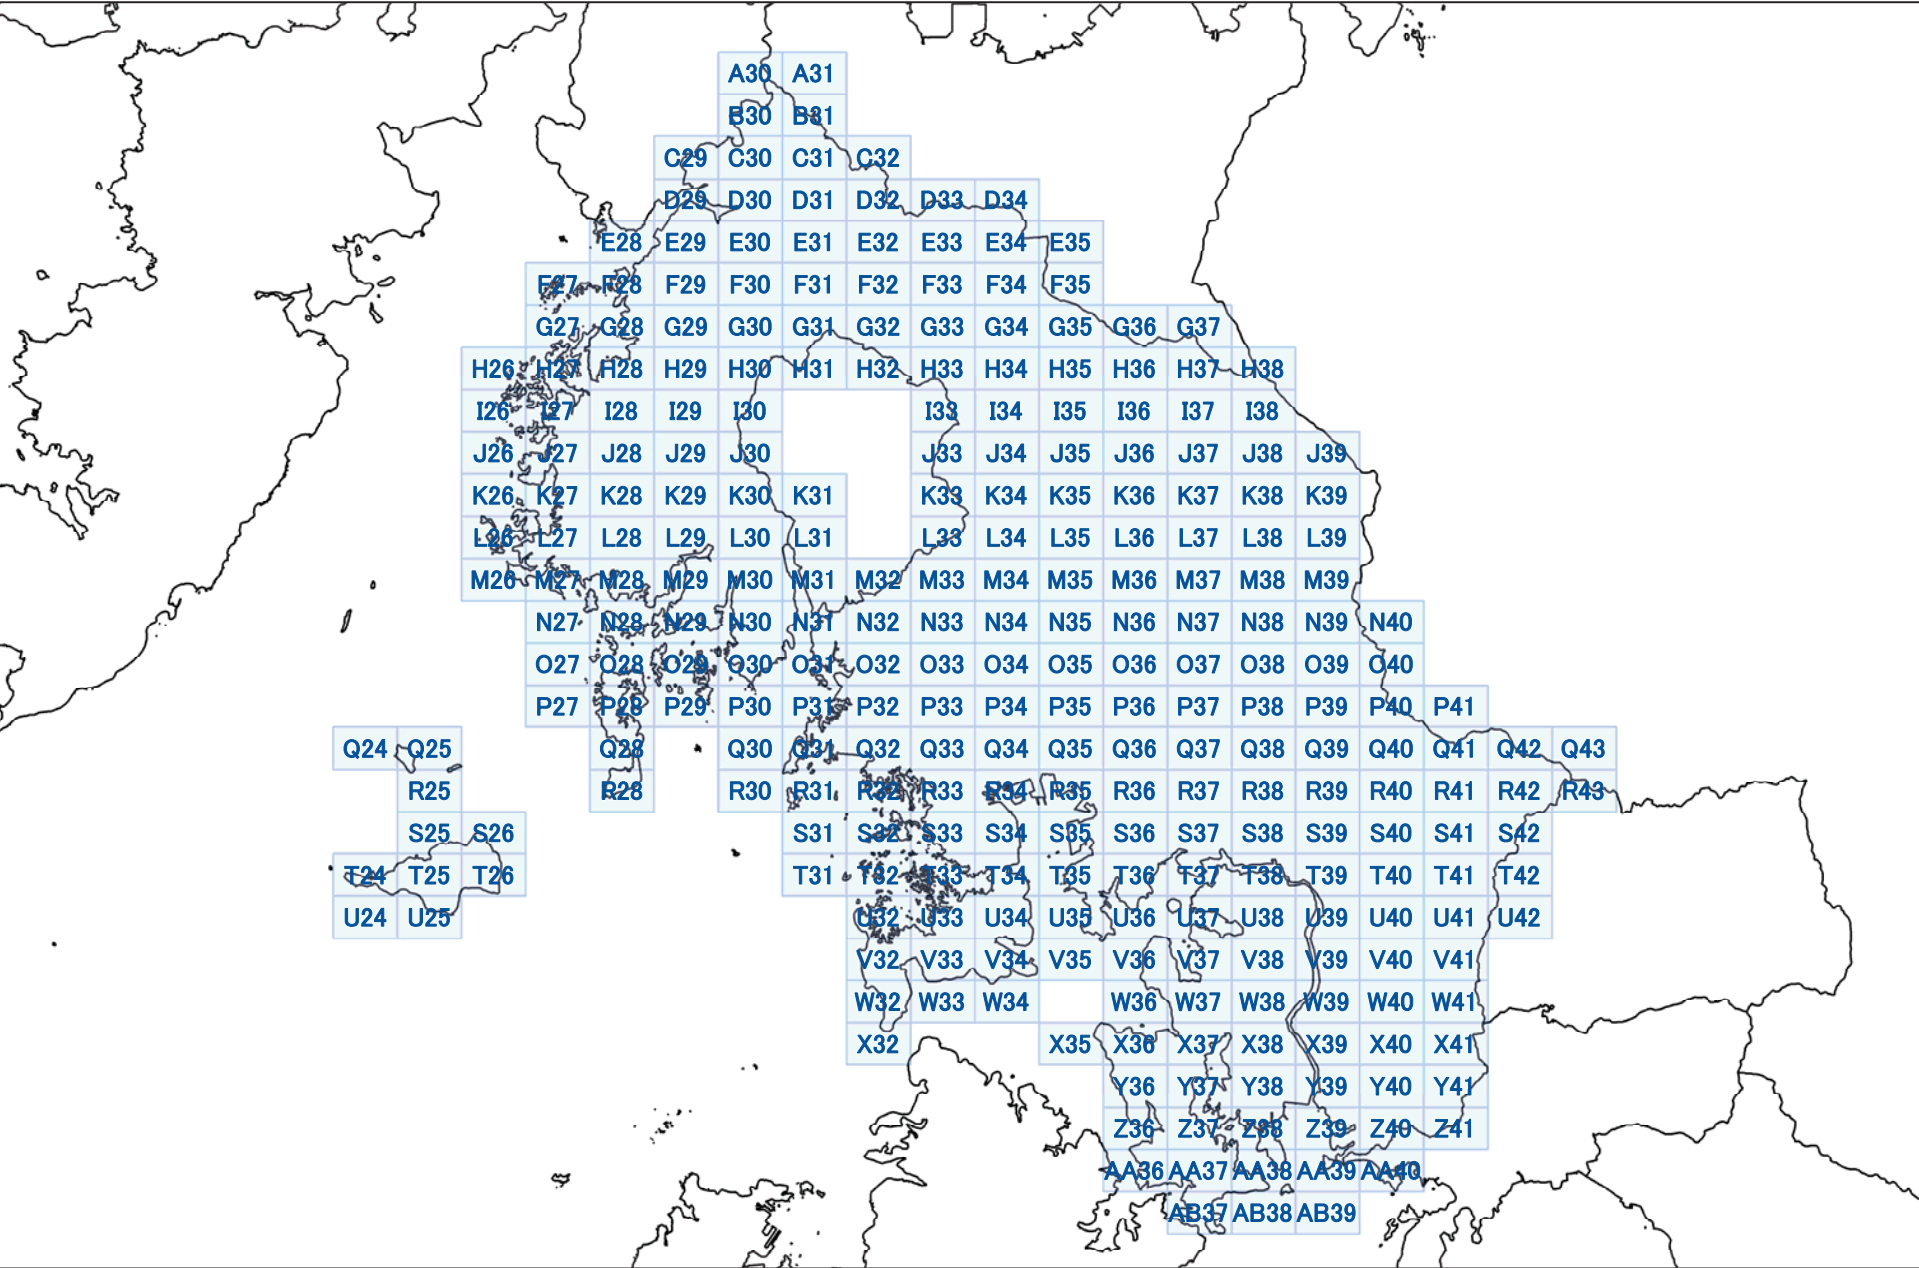 A30 A31
B30 B31
C29 C30 C31 C32
D29 D30 D31 D32 D33 D34
E28 E29 E30 E31 E32 E33 E34 E35
F27 F28 F29 F30 F31 F32 F33 F34 F35
G27 G28 G29 G30 G31 G32 G33 G34 G35 G36 G37
H26 H27 H28 H29 H30 H31 H32 H33 H34 H35 H36 H37 H38
I26 I27 I28 I29 I30 I33 I34 I35 I36 I37 I38
J26 J27 J28 J29 J30 J33 J34 J35 J36 J37 J38 J39
K26 K27 K28 K29 K30 K31 K33 K34 K35 K36 K37 K38 K39
L26 L27 L28 L29 L30 L31 L33 L34 L35 L36 L37 L38 L39
M26 M27 M28 M29 M30 M31 M32 M33 M34 M35 M36 M37 M38 M39
N27 N28 N29 N30 N31 N32 N33 N34 N35 N36 N37 N38 N39 N40
O27 O28 O29 O30 O31 O32 O33 O34 O35 O36 O37 O38 O39 O40
P27 P28 P29 P30 P31 P32 P33 P34 P35 P36 P37 P38 P39 P40 P41
Q24 Q25 Q28 Q30 Q31 Q32 Q33 Q34 Q35 Q36 Q37 Q38 Q39 Q40 Q41 Q42 Q43
R25 R28 R30 R31 R32 R33 R34 R35 R36 R37 R38 R39 R40 R41 R42 R43
S25 S26 S31 S32 S33 S34 S35 S36 S37 S38 S39 S40 S41 S42
T24 T25 T26 T31 T32 T33 T34 T35 T36 T37 T38 T39 T40 T41 T42
U24 U25 U32 U33 U34 U35 U36 U37 U38 U39 U40 U41 U42
V32 V33 V34 V35 V36 V37 V38 V39 V40 V41
W32 W33 W34 W36 W37 W38 W39 W40 W41
X32 X35 X36 X37 X38 X39 X40 X41
Y36 Y37 Y38 Y39 Y40 Y41
Z36 Z37 Z38 Z39 Z40 Z41
AA36 AA37 AA38 AA39 AA40
AB37 AB38 AB39